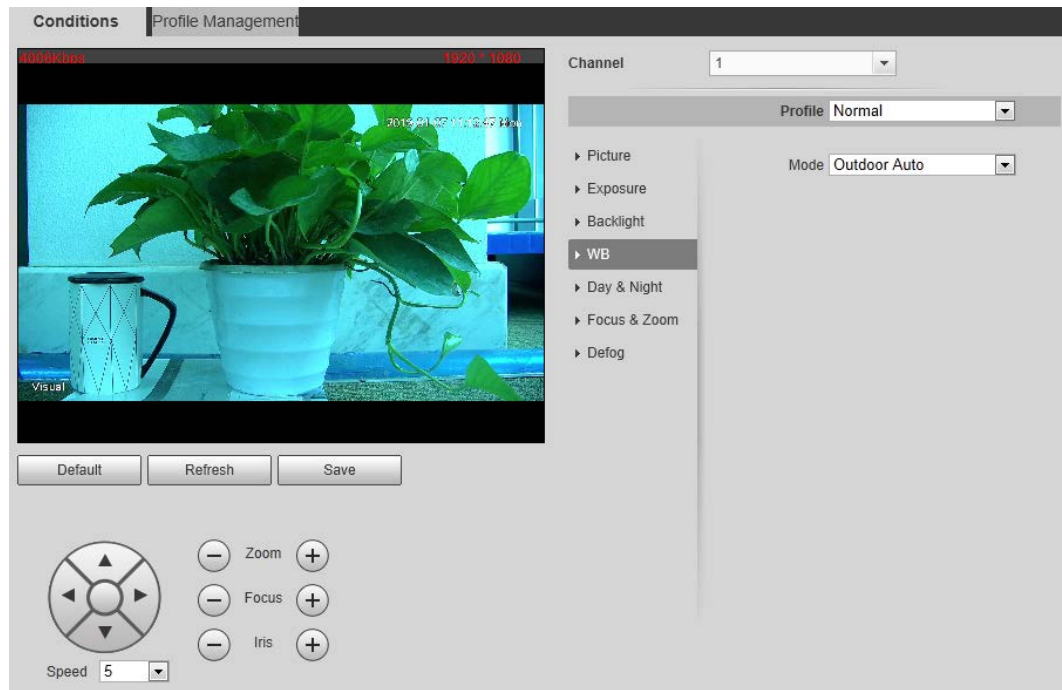 Conditions
Profile Management
4006Kbps 1920 * 1080
Visual
Default Refresh Save
Zoom
Focus
Iris
Speed 5
Channel 1
Profile Normal
Picture
Exposure
Backlight
WB
Day & Night
Focus & Zoom
Defog
Mode Outdoor Auto